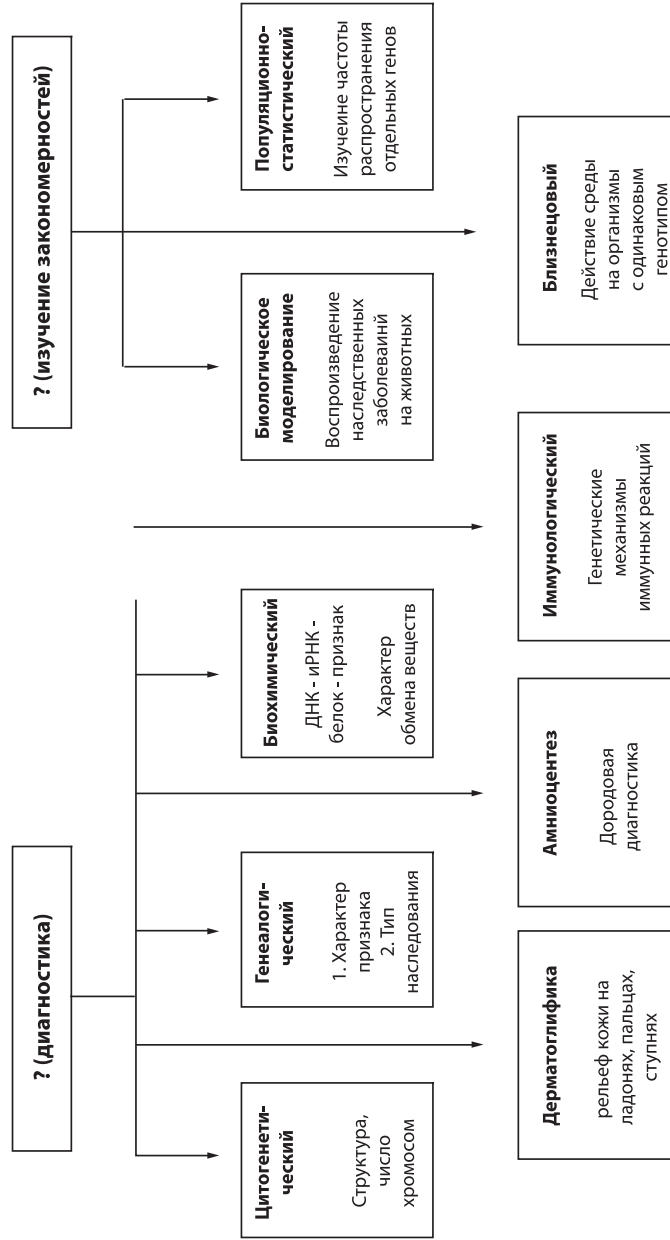 ? (диагностика)
? (изучение закономерностей)
Цитогенети-
ческий
Структура,
число
хромосом
Генеалоги-
ческий
1. Характер
признака
2. Тип
наследования
Биохимический
ДНК - иРНК -
белок - признак
Характер
обмена веществ
Биологическое
моделирование
Воспроизведение
наследственных
заболеваинй
на животных
Популяционно-
статистический
Изучеине частоты
распространения
отдельных генов
Дерматоглифика
рельеф кожи на
ладонях, пальцах,
ступнях
Амниоцентез
Дородовая
диагностика
Иммунологический
Генетические
механизмы
иммунных реакций
Близнецовый
Действие среды
на организмы
с одинаковым
генотипом